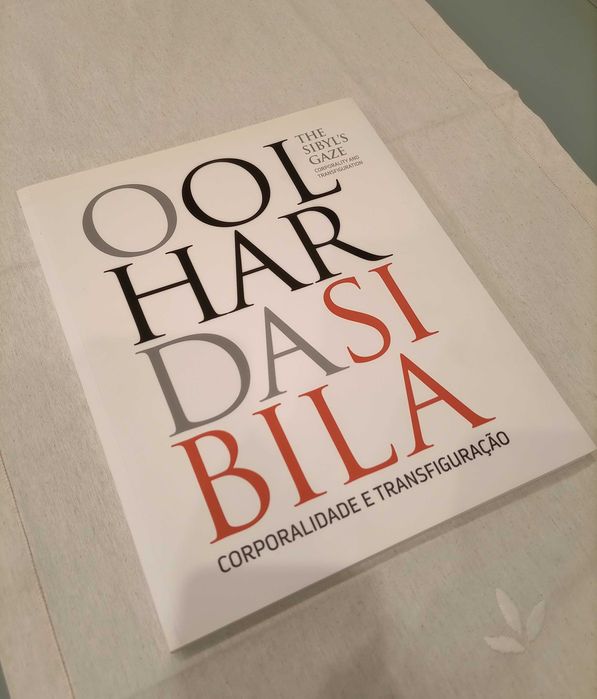 OOL
THE
SIBYL'S
GAZE
CORPORALITY AND
TRANSFIGURATION
HAR
DASI
BILA
CORPORALIDADE E TRANSFIGURAÇÃO